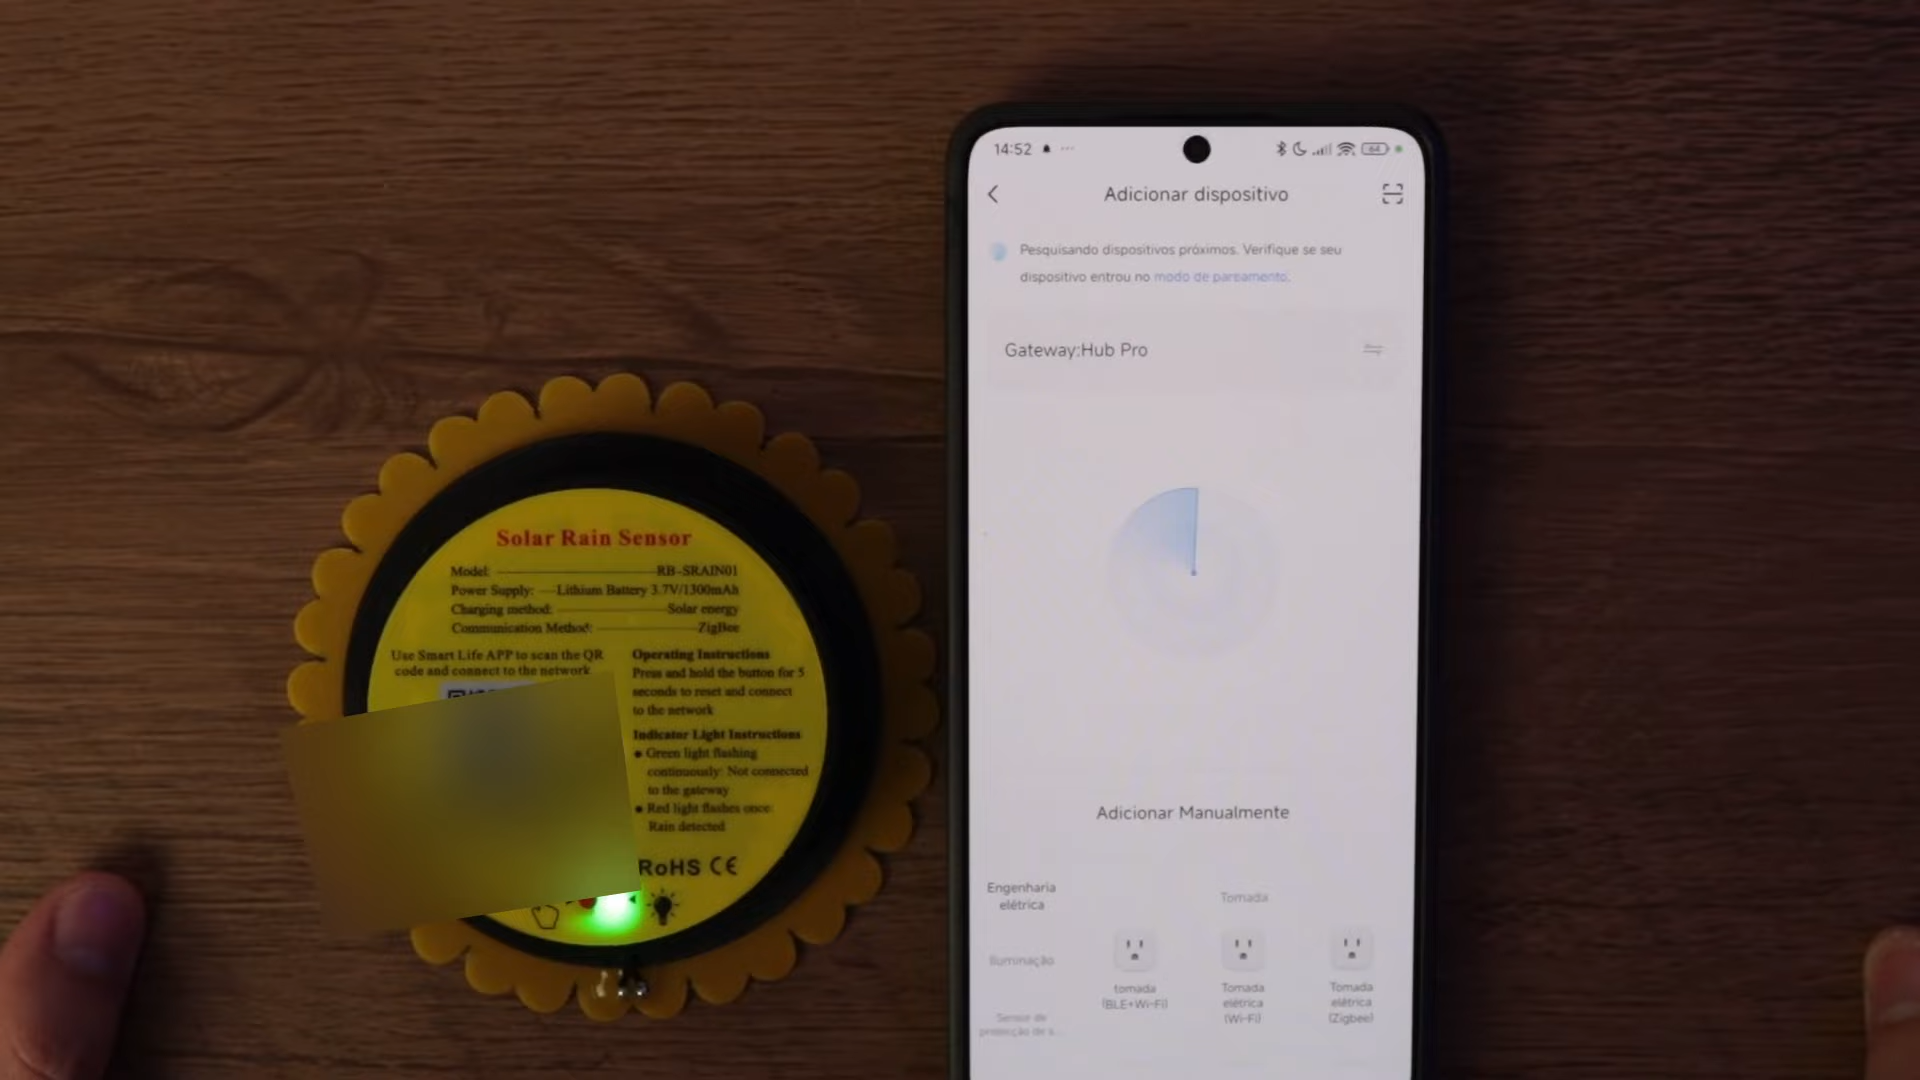 Solar Rain Sensor
Model: RB-SRAIN01
Power Supply: Lithium Battery 3.7V/1300mAh
Charging method: Solar energy
Communication Method: ZigBee
Use Smart Life APP to scan the QR
code and connect to the network
Operating Instructions
Press and hold the button for 5
seconds to reset and connect
to the network
Indicator Light Instructions
● Green light flashing
continuously: Not connected
to the gateway
● Red light flashes once:
Rain detected
RoHS CE
14:52
64
Adicionar dispositivo
Pesquisando dispositivos próximos. Verifique se seu
dispositivo entrou no modo de pareamento.
Gateway:Hub Pro
Adicionar Manualmente
Engenharia
elétrica
Iluminação
Sensor de
Tomada
tomada
(BLE+Wi-Fi)
Tomada
elétrica
(Wi-Fi)
Tomada
elétrica
(Zigbee)